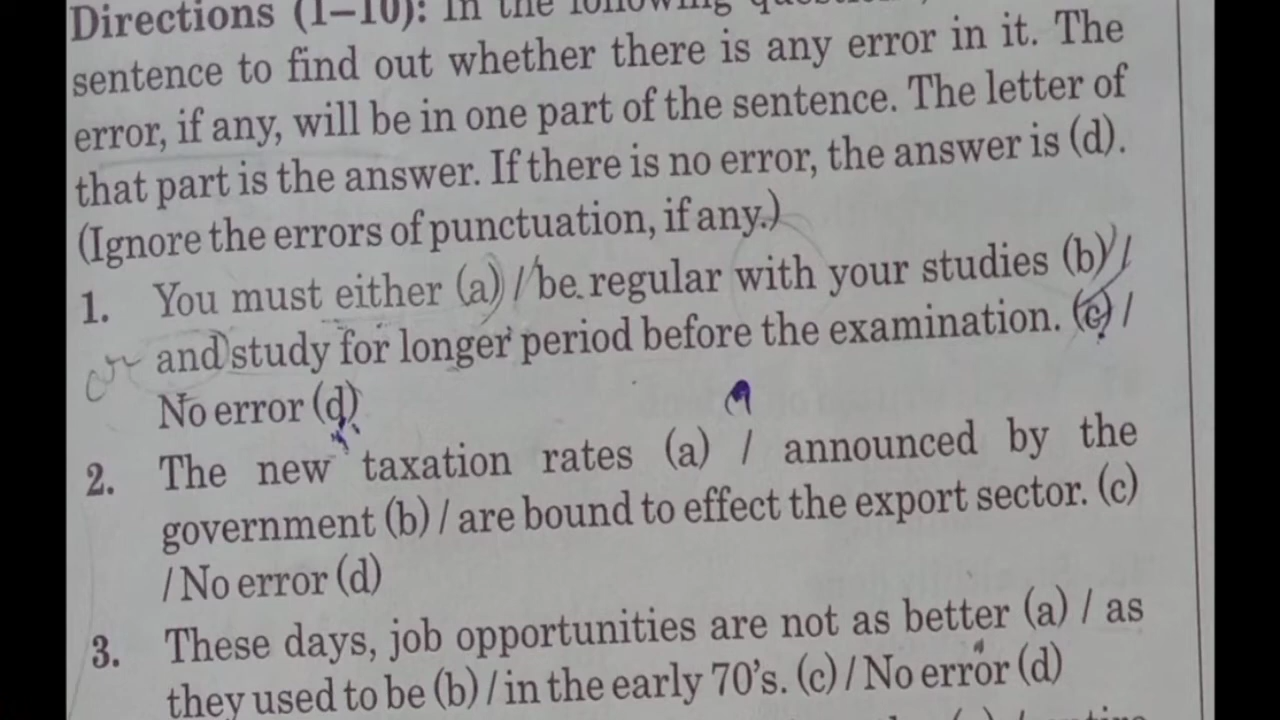 Directions (1–10): In the following
sentence to find out whether there is any error in it. The
error, if any, will be in one part of the sentence. The letter of
that part is the answer. If there is no error, the answer is (d).
(Ignore the errors of punctuation, if any.)
1. You must either (a) / be regular with your studies (b) /
or and study for longer period before the examination. (c) /
No error (d)
2. The new taxation rates (a) / announced by the
government (b) / are bound to effect the export sector. (c)
/ No error (d)
3. These days, job opportunities are not as better (a) / as
they used to be (b) / in the early 70's. (c) / No error (d)